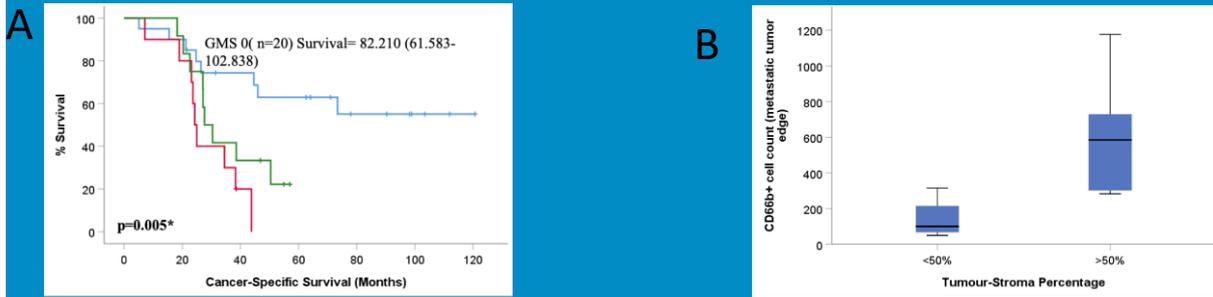 A
% Survival
100
80
60
40
20
0
GMS 0( n=20) Survival= 82.210 (61.583-
102.838)
p=0.005*
0 20 40 60 80 100 120
Cancer-Specific Survival (Months)
B
CD66b+ cell count (metastatic tumor
edge)
1200
1000
800
600
400
200
0
<50% >50%
Tumour-Stroma Percentage